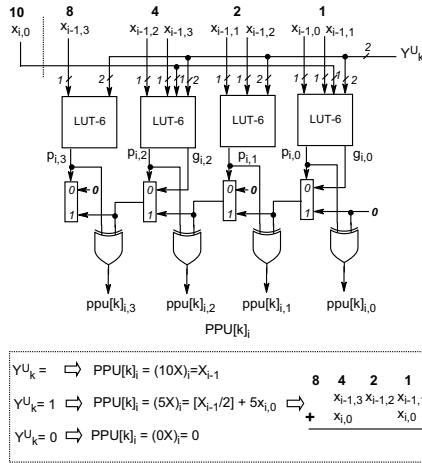 10 8 4 2 1
x_{i,0} x_{i-1,3} x_{i-1,2} x_{i-1,3} x_{i-1,1} x_{i-1,2} x_{i-1,0} x_{i-1,1}
2
Y^U_k
1 2 1 1 1 2 1 1 2 1 1 1 2
LUT-6 LUT-6 LUT-6 LUT-6
p_{i,3} p_{i,2} g_{i,2} p_{i,1} p_{i,0} g_{i,0}
0 0 0 0 0 0
1 1 1 1 0
ppu[k]_{i,3} ppu[k]_{i,2} ppu[k]_{i,1} ppu[k]_{i,0}
PPU[k]_i
Y^U_k = ⇨ PPU[k]_i = (10X)_i=X_{i-1}
8 4 2 1
Y^U_k= 1 ⇨ PPU[k]_i = (5X)_i= [X_{i-1}/2] + 5x_{i,0} ⇨ x_{i-1,3} x_{i-1,2} x_{i-1,1}
+ x_{i,0} x_{i,0}
Y^U_k= 0 ⇨ PPU[k]_i = (0X)_i= 0